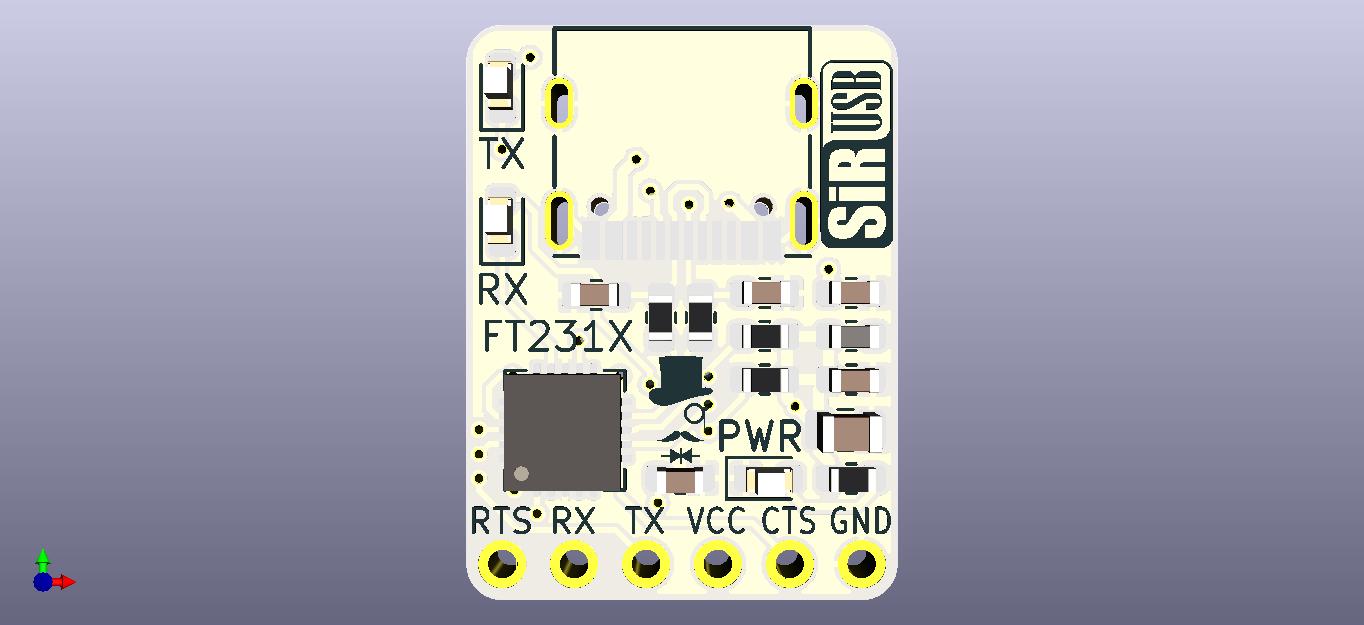 TX
SiR USB
RX
FT231X
PWR
RTS RX TX VCC CTS GND